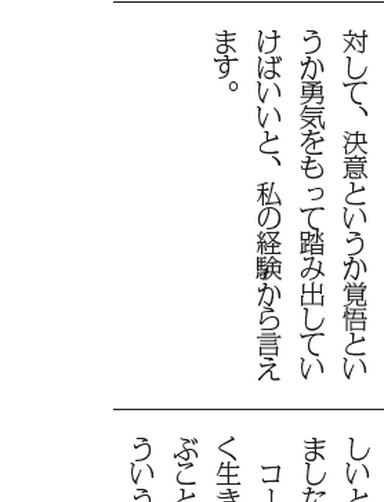 対して、決意というか覚悟とい
うか勇気をもって踏み出してい
けばいいと、私の経験から言え
ます。
しいと
ました
コー
く生き
ぶこと
ういう